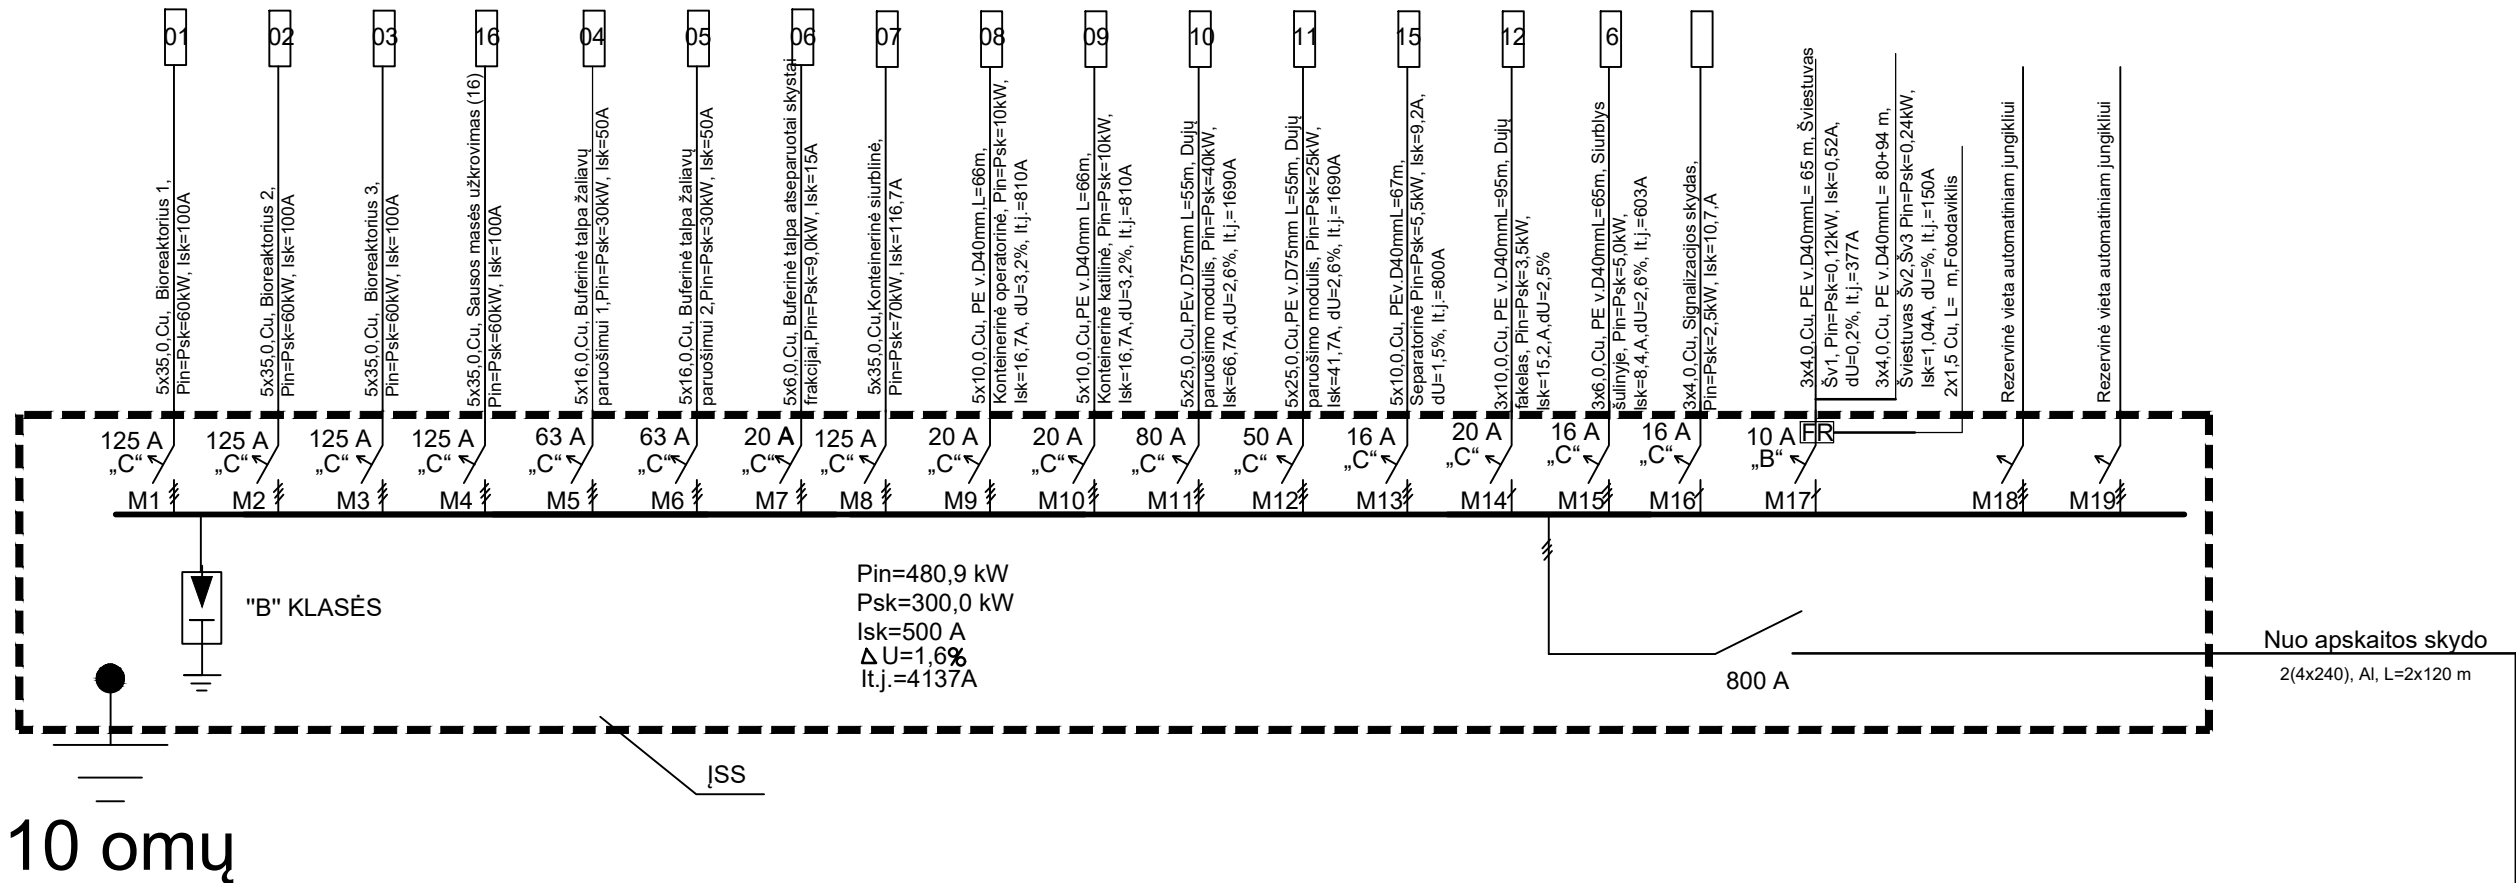 01
02
03
16
04
05
06
07
08
09
10
11
15
12
6
5x35,0,Cu, Bioreaktorius 1,
Pin=Psk=60kW, Isk=100A
5x35,0,Cu, Bioreaktorius 2,
Pin=Psk=60kW, Isk=100A
5x35,0,Cu, Bioreaktorius 3,
Pin=Psk=60kW, Isk=100A
5x35,0,Cu, Sausos masės užkrovimas (16)
Pin=Psk=60kW, Isk=100A
5x16,0,Cu, Buferinė talpa žaliavų
paruošimui 1,Pin=Psk=30kW, Isk=50A
5x16,0,Cu, Buferinė talpa žaliavų
paruošimui 2,Pin=Psk=30kW, Isk=50A
5x6,0,Cu, Buferinė talpa atseparuotai skystai
frakcijai,Pin=Psk=9,0kW, Isk=15A
5x35,0,Cu,Konteinerinė siurblinė,
Pin=Psk=70kW, Isk=116,7A
5x10,0,Cu, PE v.D40mm,L=66m,
Konteinerinė operatorinė, Pin=Psk=10kW,
Isk=16,7A, dU=3,2%, It.j.=810A
5x10,0,Cu,PE v.D40mm L=66m,
Konteinerinė katilinė, Pin=Psk=10kW,
Isk=16,7A,dU=3,2%, It.j.=810A
5x25,0,Cu,PEv.D75mm L=55m, Dujų
paruošimo modulis, Pin=Psk=40kW,
Isk=66,7A,dU=2,6%, It.j.=1690A
5x25,0,Cu,PE v.D75mm L=55m, Dujų
paruošimo modulis, Pin=Psk=25kW,
Isk=41,7A, dU=2,6%, It.j.=1690A
5x10,0,Cu, PEv.D40mmL=67m,
Separatorinė Pin=Psk=5,5kW, Isk=9,2A,
dU=1,5%, It.j.=800A
3x10,0,Cu,PE v.D40mmL=95m, Dujų
fakelas, Pin=Psk=3,5kW,
Isk=15,2,A,dU=2,5%
3x6,0,Cu, PE v.D40mmL=65m, Siurblys
šulinyje, Pin=Psk=5,0kW,
Isk=8,4,A,dU=2,6%, It.j.=603A
3x4,0,Cu, Signalizacijos skydas,
Pin=Psk=2,5kW, Isk=10,7,A
3x4,0,Cu, PE v.D40mmL= 65 m, Šviestuvas
Šv1, Pin=Psk=0,12kW, Isk=0,52A,
dU=0,2%, It.j.=377A
3x4,0,Cu, PE v.D40mmL= 80+94 m,
Šviestuvas Šv2,Šv3 Pin=Psk=0,24kW,
Isk=1,04A, dU=%, It.j.=150A
2x1,5 Cu, L= m,Fotodaviklis
Rezervinė vieta automatiniam jungikliui
Rezervinė vieta automatiniam jungikliui
125 A
„C“
M1
125 A
„C“
M2
125 A
„C“
M3
125 A
„C“
M4
63 A
„C“
M5
63 A
„C“
M6
20 A
„C“
M7
125 A
„C“
M8
20 A
„C“
M9
20 A
„C“
M10
80 A
„C“
M11
50 A
„C“
M12
16 A
„C“
M13
20 A
„C“
M14
16 A
„C“
M15
16 A
„C“
M16
10 A
FR
„B“
M17
M18
M19
"B" KLASĖS
Pin=480,9 kW
Psk=300,0 kW
Isk=500 A
Δ U=1,6%
It.j.=4137A
800 A
Nuo apskaitos skydo
2(4x240), Al, L=2x120 m
ĮSS
10 omų